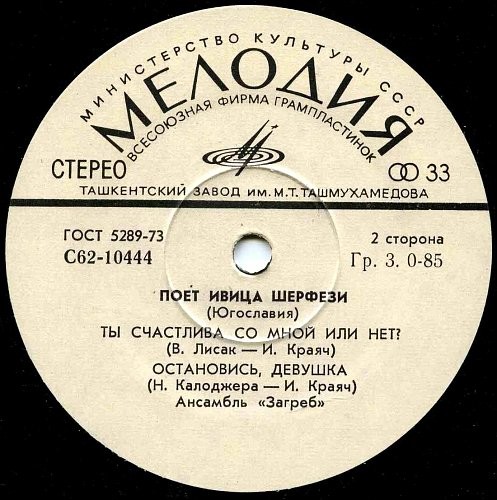 МИНИСТЕРСТВО КУЛЬТУРЫ СССР
МЕЛОДИЯ
ВСЕСОЮЗНАЯ ФИРМА ГРАМПЛАСТИНОК
СТЕРЕО
33
ТАШКЕНТСКИЙ ЗАВОД ИМ. М.Т. ТАШМУХАМЕДОВА
ГОСТ 5289-73
2 сторона
С62-10444
Гр. 3. 0-85
ПОЕТ ИВИЦА ШЕРФЕЗИ
(Югославия)
ТЫ СЧАСТЛИВА СО МНОЙ ИЛИ НЕТ?
(В. Лисак — И. Краяч)
ОСТАНОВИСЬ, ДЕВУШКА
(Н. Калоджера — И. Краяч)
Ансамбль «Загреб»